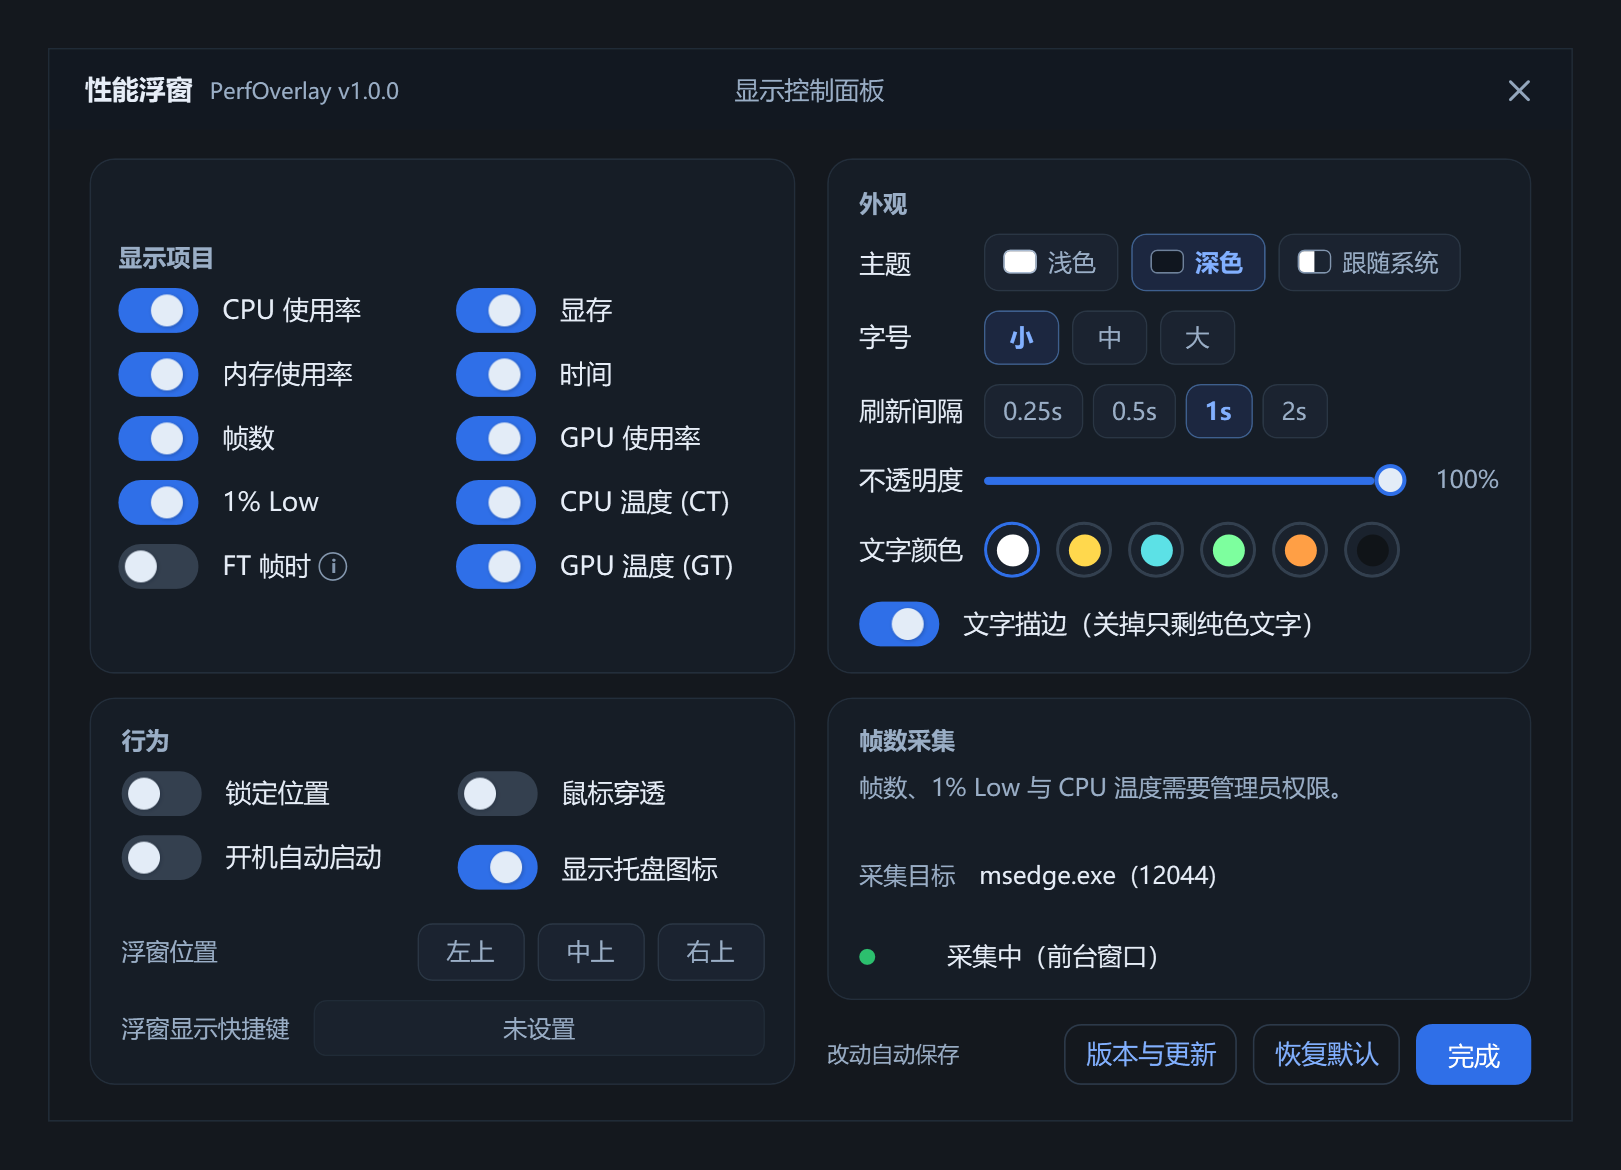 性能浮窗 PerfOverlay v1.0.0
显示控制面板
显示项目
CPU 使用率
显存
内存使用率
时间
帧数
GPU 使用率
1% Low
CPU 温度 (CT)
FT 帧时
GPU 温度 (GT)
外观
主题 浅色 深色 跟随系统
字号 小 中 大
刷新间隔 0.25s 0.5s 1s 2s
不透明度 100%
文字颜色
文字描边（关掉只剩纯色文字）
行为
锁定位置
鼠标穿透
开机自动启动
显示托盘图标
浮窗位置 左上 中上 右上
浮窗显示快捷键 未设置
帧数采集
帧数、1% Low 与 CPU 温度需要管理员权限。
采集目标 msedge.exe (12044)
采集中（前台窗口）
改动自动保存 版本与更新 恢复默认 完成